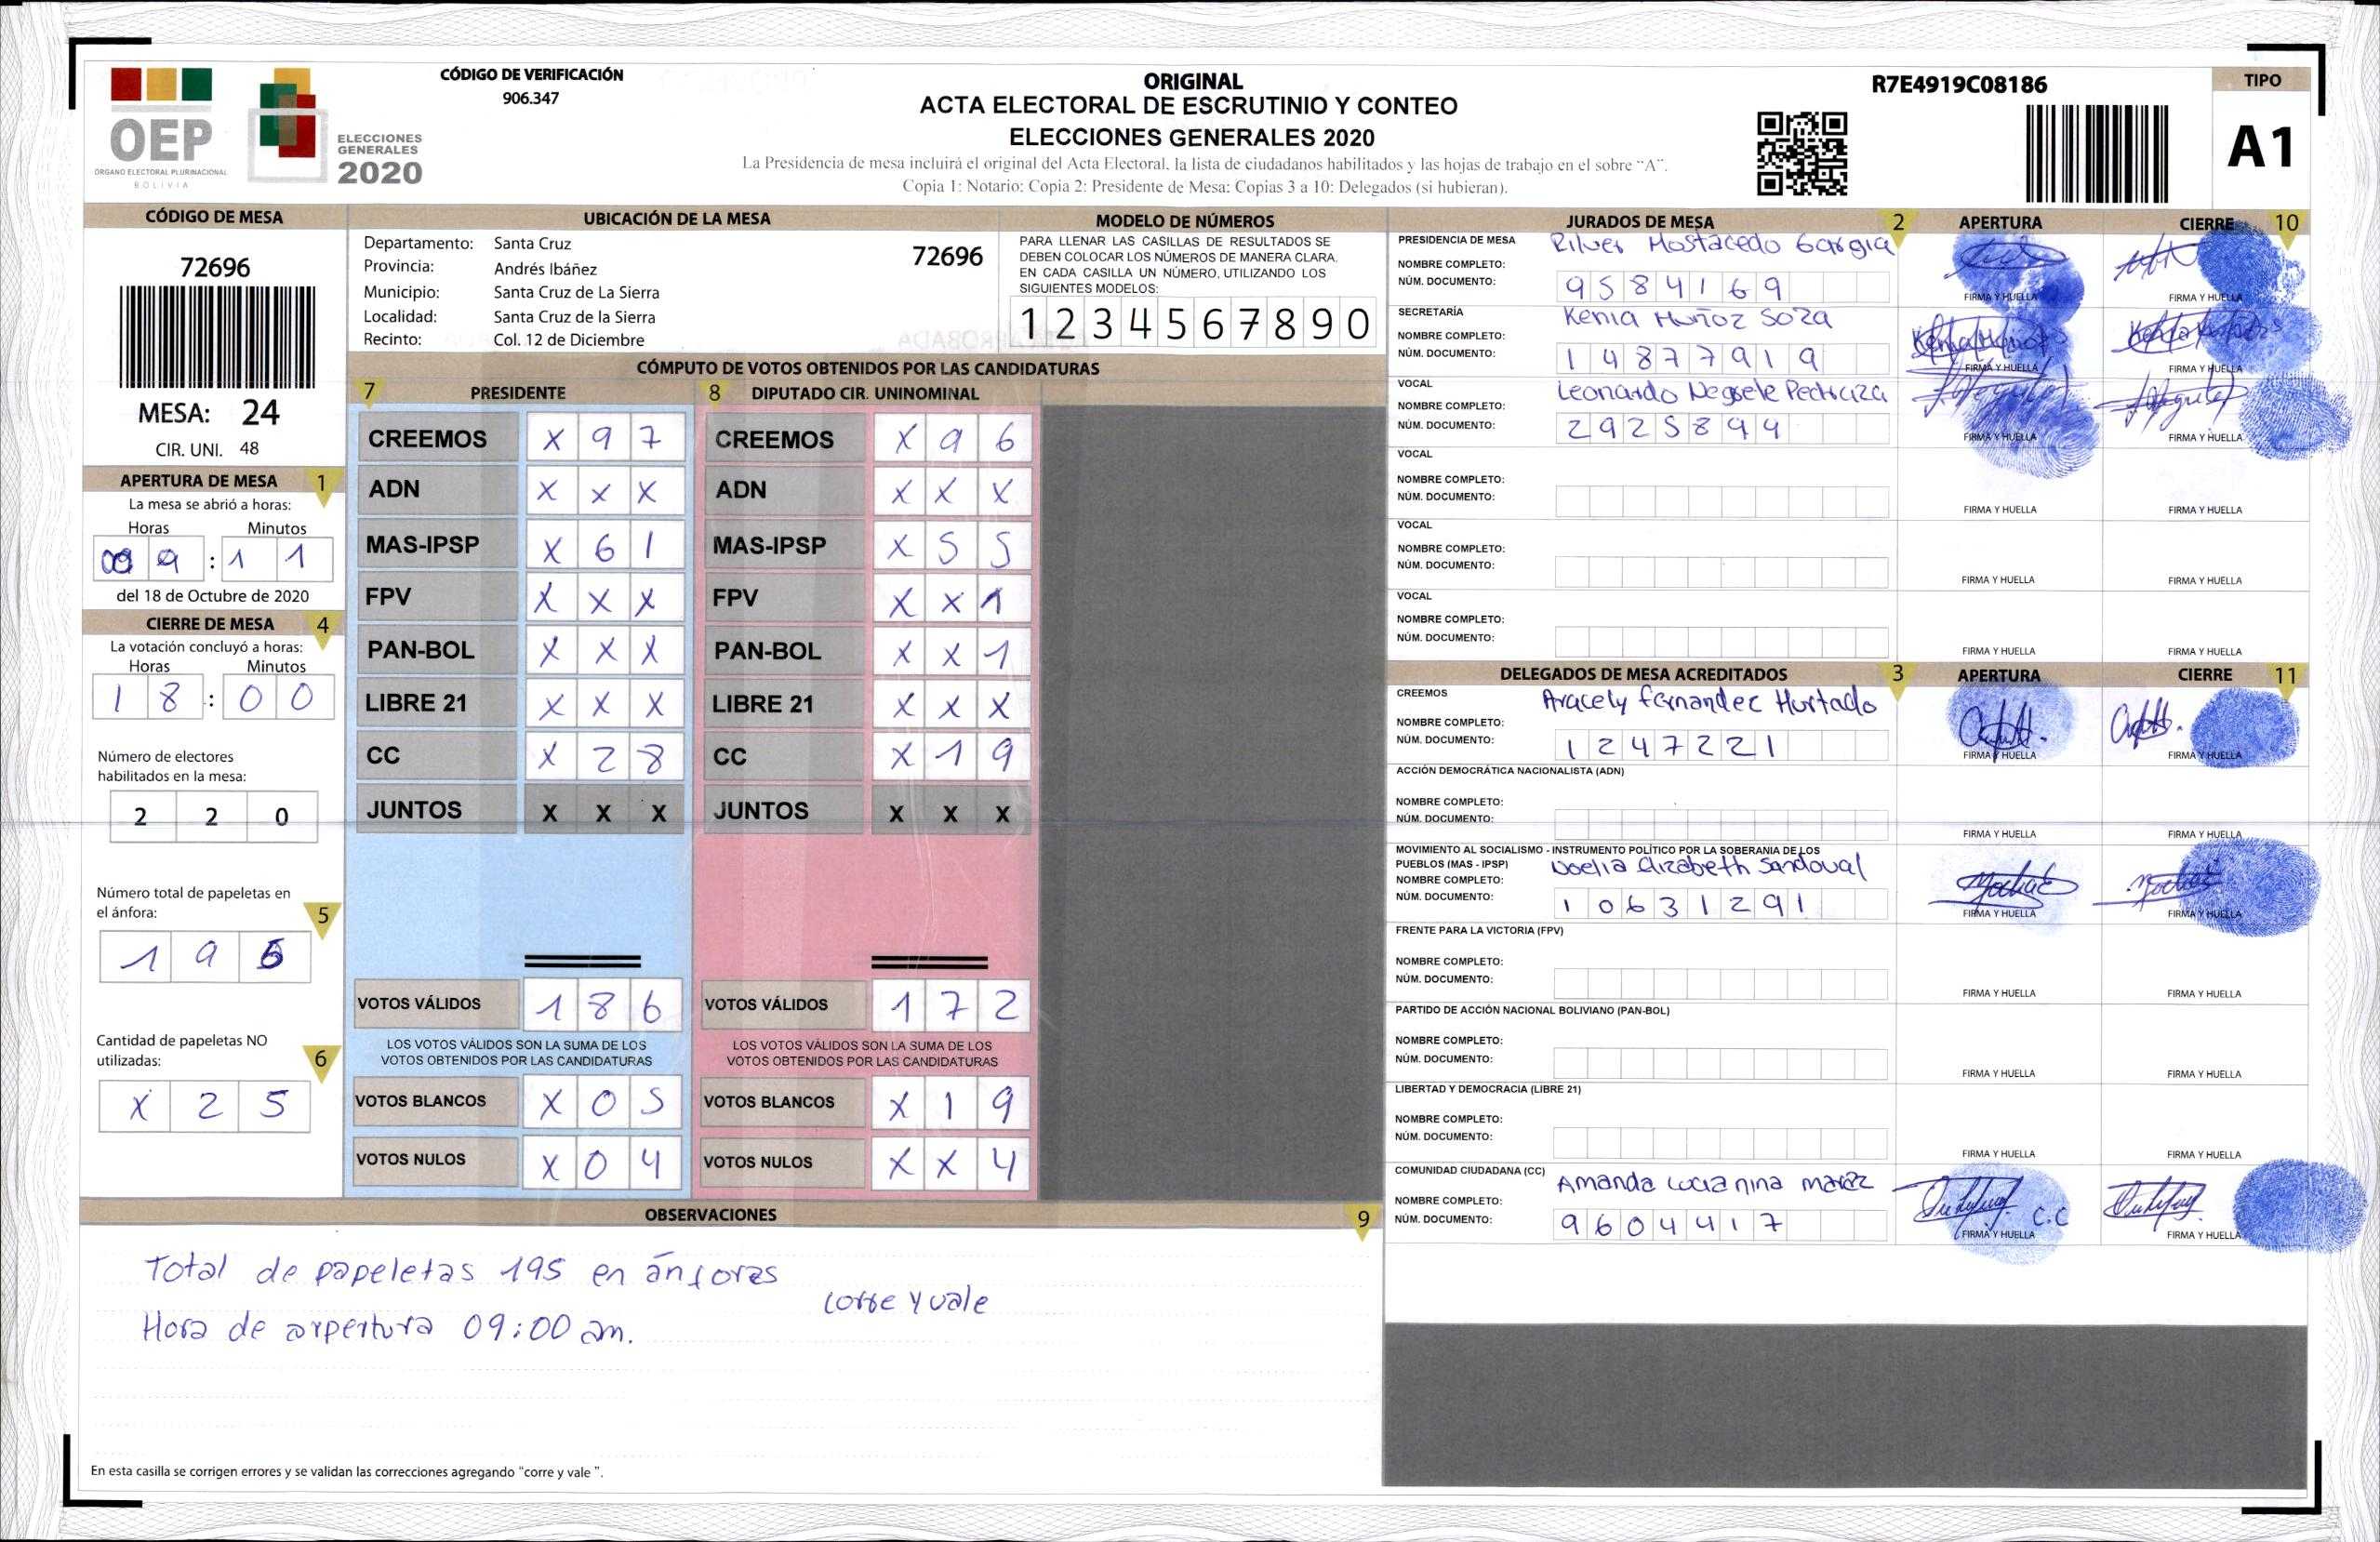 OEP
ÓRGANO ELECTORAL PLURINACIONAL
BOLIVIA
ELECCIONES
GENERALES
2020
CÓDIGO DE VERIFICACIÓN
906.347
ORIGINAL
ACTA ELECTORAL DE ESCRUTINIO Y CONTEO
ELECCIONES GENERALES 2020
La Presidencia de mesa incluirá el original del Acta Electoral, la lista de ciudadanos habilitados y las hojas de trabajo en el sobre "A".
Copia 1: Notario: Copia 2: Presidente de Mesa: Copias 3 a 10: Delegados (si hubieran).
R7E4919C08186
TIPO
A1
CÓDIGO DE MESA
72696
MESA: 24
CIR. UNI. 48
APERTURA DE MESA 1
La mesa se abrió a horas:
Horas Minutos
09 : 11
del 18 de Octubre de 2020
CIERRE DE MESA 4
La votación concluyó a horas:
Horas Minutos
18 : 00
Número de electores
habilitados en la mesa:
2 2 0
Número total de papeletas en
el ánfora: 5
1 9 5
Cantidad de papeletas NO
utilizadas: 6
X 2 5
UBICACIÓN DE LA MESA
Departamento: Santa Cruz 72696
Provincia: Andrés Ibáñez
Municipio: Santa Cruz de La Sierra
Localidad: Santa Cruz de la Sierra
Recinto: Col. 12 de Diciembre
MODELO DE NÚMEROS
PARA LLENAR LAS CASILLAS DE RESULTADOS SE
DEBEN COLOCAR LOS NÚMEROS DE MANERA CLARA.
EN CADA CASILLA UN NÚMERO, UTILIZANDO LOS
SIGUIENTES MODELOS:
1 2 3 4 5 6 7 8 9 0
CÓMPUTO DE VOTOS OBTENIDOS POR LAS CANDIDATURAS
7 PRESIDENTE 8 DIPUTADO CIR. UNINOMINAL
CREEMOS X 9 7 CREEMOS X 9 6
ADN X X X ADN X X X
MAS-IPSP X 6 1 MAS-IPSP X 5 5
FPV X X X FPV X X 1
PAN-BOL X X X PAN-BOL X X 1
LIBRE 21 X X X LIBRE 21 X X X
CC X 2 8 CC X 1 9
JUNTOS X X X JUNTOS X X X
VOTOS VÁLIDOS 1 8 6 VOTOS VÁLIDOS 1 7 2
LOS VOTOS VÁLIDOS SON LA SUMA DE LOS LOS VOTOS VÁLIDOS SON LA SUMA DE LOS
VOTOS OBTENIDOS POR LAS CANDIDATURAS VOTOS OBTENIDOS POR LAS CANDIDATURAS
VOTOS BLANCOS X 0 5 VOTOS BLANCOS X 1 9
VOTOS NULOS X 0 4 VOTOS NULOS X X 4
OBSERVACIONES 9
Total de papeletas 195 en ánforas
corre y vale
Hora de arpertura 09:00 am.
En esta casilla se corrigen errores y se validan las correcciones agregando "corre y vale ".
JURADOS DE MESA 2 APERTURA CIERRE 10
PRESIDENCIA DE MESA
NOMBRE COMPLETO: Rilver Mostacedo Gargia
NÚM. DOCUMENTO: 9584169 FIRMA Y HUELLA FIRMA Y HUELLA
SECRETARÍA
NOMBRE COMPLETO: Kenia Muñoz Soza
NÚM. DOCUMENTO: 14877919 FIRMA Y HUELLA FIRMA Y HUELLA
VOCAL
NOMBRE COMPLETO: Leonardo Negrete Pedraza
NÚM. DOCUMENTO: 2925894 FIRMA Y HUELLA FIRMA Y HUELLA
VOCAL
NOMBRE COMPLETO:
NÚM. DOCUMENTO: FIRMA Y HUELLA FIRMA Y HUELLA
VOCAL
NOMBRE COMPLETO:
NÚM. DOCUMENTO: FIRMA Y HUELLA FIRMA Y HUELLA
VOCAL
NOMBRE COMPLETO:
NÚM. DOCUMENTO: FIRMA Y HUELLA FIRMA Y HUELLA
DELEGADOS DE MESA ACREDITADOS 3 APERTURA CIERRE 11
CREEMOS
NOMBRE COMPLETO: Aracely Fernandez Hurtado
NÚM. DOCUMENTO: 1247221 FIRMA Y HUELLA FIRMA Y HUELLA
ACCIÓN DEMOCRÁTICA NACIONALISTA (ADN)
NOMBRE COMPLETO:
NÚM. DOCUMENTO: FIRMA Y HUELLA FIRMA Y HUELLA
MOVIMIENTO AL SOCIALISMO - INSTRUMENTO POLÍTICO POR LA SOBERANIA DE LOS
PUEBLOS (MAS - IPSP)
NOMBRE COMPLETO: Noelia Elizabeth Sandoval
NÚM. DOCUMENTO: 10631291 FIRMA Y HUELLA FIRMA Y HUELLA
FRENTE PARA LA VICTORIA (FPV)
NOMBRE COMPLETO:
NÚM. DOCUMENTO: FIRMA Y HUELLA FIRMA Y HUELLA
PARTIDO DE ACCIÓN NACIONAL BOLIVIANO (PAN-BOL)
NOMBRE COMPLETO:
NÚM. DOCUMENTO: FIRMA Y HUELLA FIRMA Y HUELLA
LIBERTAD Y DEMOCRACIA (LIBRE 21)
NOMBRE COMPLETO:
NÚM. DOCUMENTO: FIRMA Y HUELLA FIRMA Y HUELLA
COMUNIDAD CIUDADANA (CC)
NOMBRE COMPLETO: Amanda Lucia nina
NÚM. DOCUMENTO: 9604417 C.C FIRMA Y HUELLA FIRMA Y HUELLA